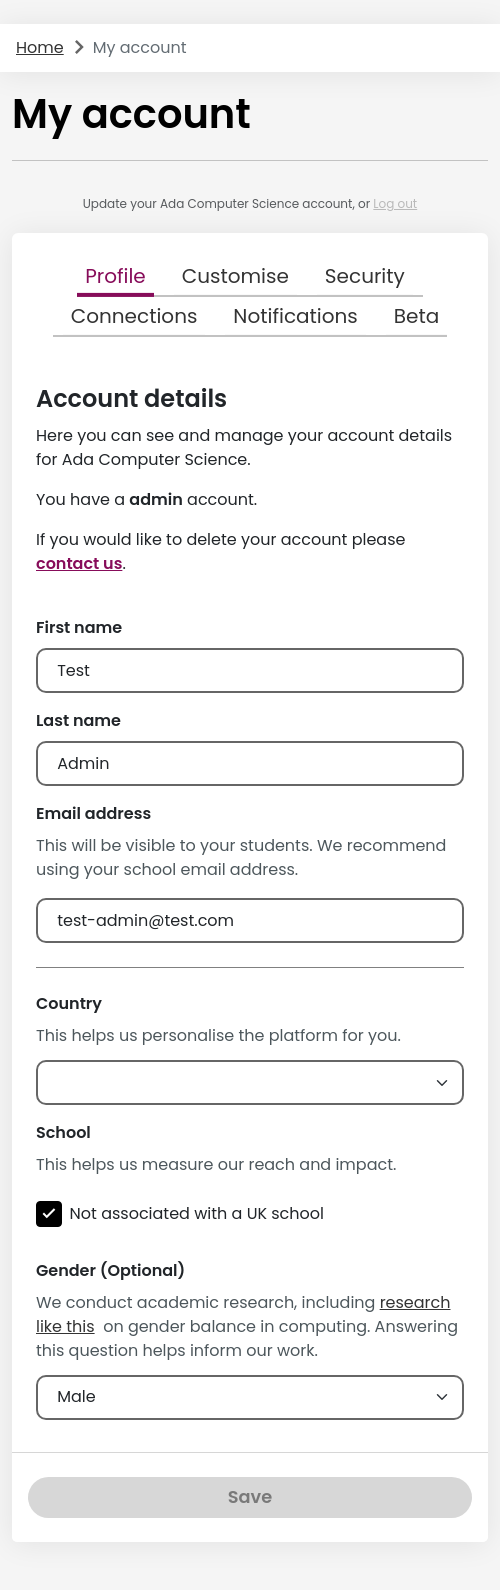 Home > My account
My account
Update your Ada Computer Science account, or Log out
Profile Customise Security
Connections Notifications Beta
Account details
Here you can see and manage your account details
for Ada Computer Science.
You have a admin account.
If you would like to delete your account please
contact us.
First name
Test
Last name
Admin
Email address
This will be visible to your students. We recommend
using your school email address.
test-admin@test.com
Country
This helps us personalise the platform for you.
School
This helps us measure our reach and impact.
Not associated with a UK school
Gender (Optional)
We conduct academic research, including research
like this on gender balance in computing. Answering
this question helps inform our work.
Male
Save